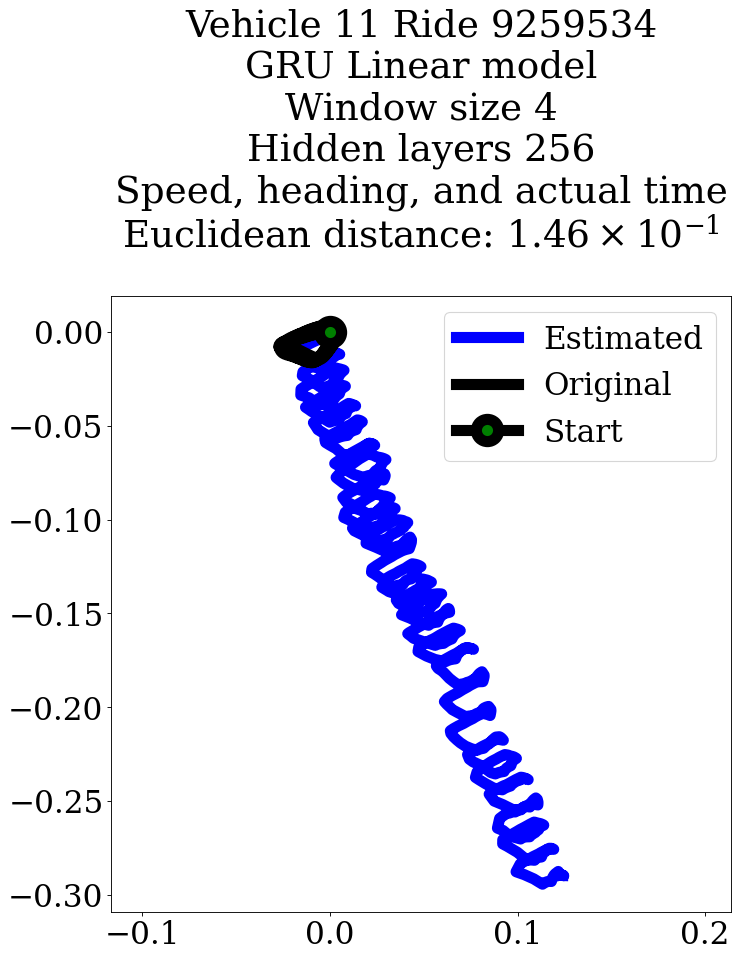 Vehicle 11 Ride 9259534
GRU Linear model
Window size 4
Hidden layers 256
Speed, heading, and actual time
Euclidean distance: 1.46 × 10⁻¹
Estimated
Original
Start
0.00
−0.05
−0.10
−0.15
−0.20
−0.25
−0.30
−0.1
0.0
0.1
0.2